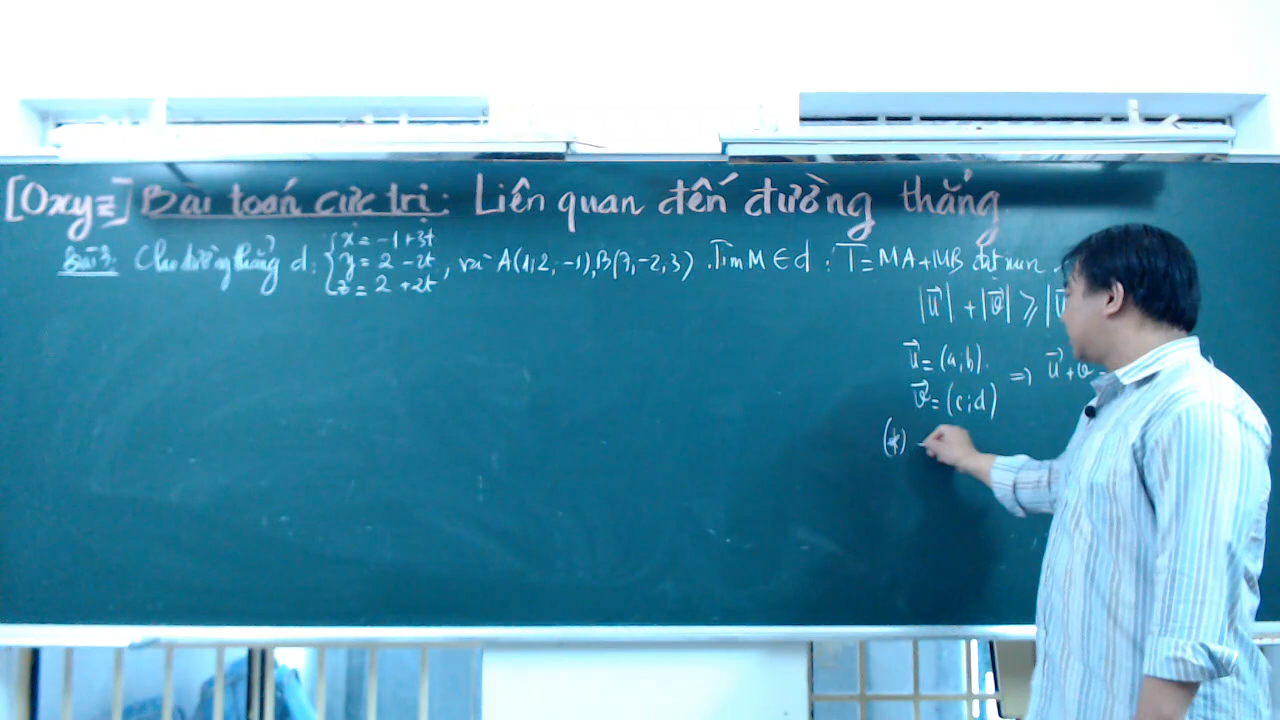 [Oxyz] Bài toán cực trị: Liên quan đến đường thẳng.
Bài 3: Cho đường thẳng d: {x = -1 + 3t
y = 2 - 2t
z = 2 + 2t
, và A(1,2,-1), B(7,-2,3). Tìm M ∈ d : T = MA + MB đạt min
|u⃗| + |v⃗| ⩾ |u⃗
u⃗ = (a;b)
v⃗ = (c;d)
⇒ u⃗ + v
(*)